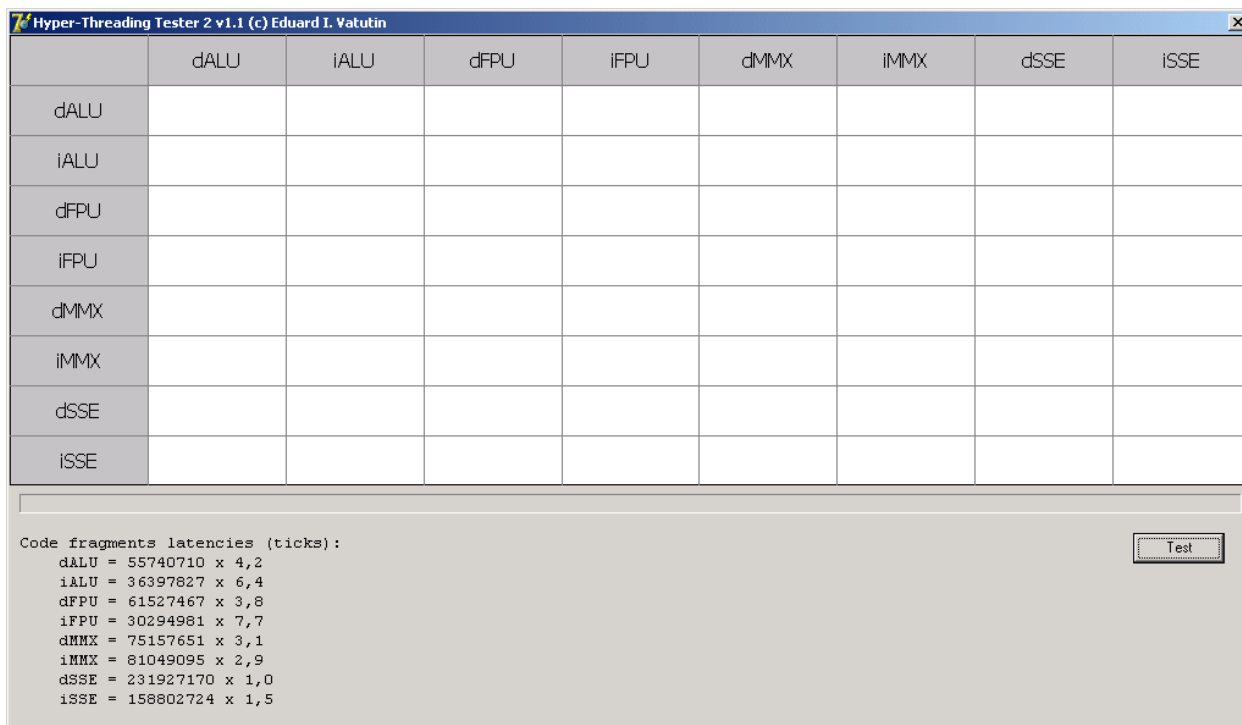 Hyper-Threading Tester 2 v1.1 (c) Eduard I. Vatutin
dALU iALU dFPU iFPU dMMX iMMX dSSE iSSE
dALU
iALU
dFPU
iFPU
dMMX
iMMX
dSSE
iSSE
Code fragments latencies (ticks):
dALU = 55740710 x 4,2
iALU = 36397827 x 6,4
dFPU = 61527467 x 3,8
iFPU = 30294981 x 7,7
dMMX = 75157651 x 3,1
iMMX = 81049095 x 2,9
dSSE = 231927170 x 1,0
iSSE = 158802724 x 1,5
Test